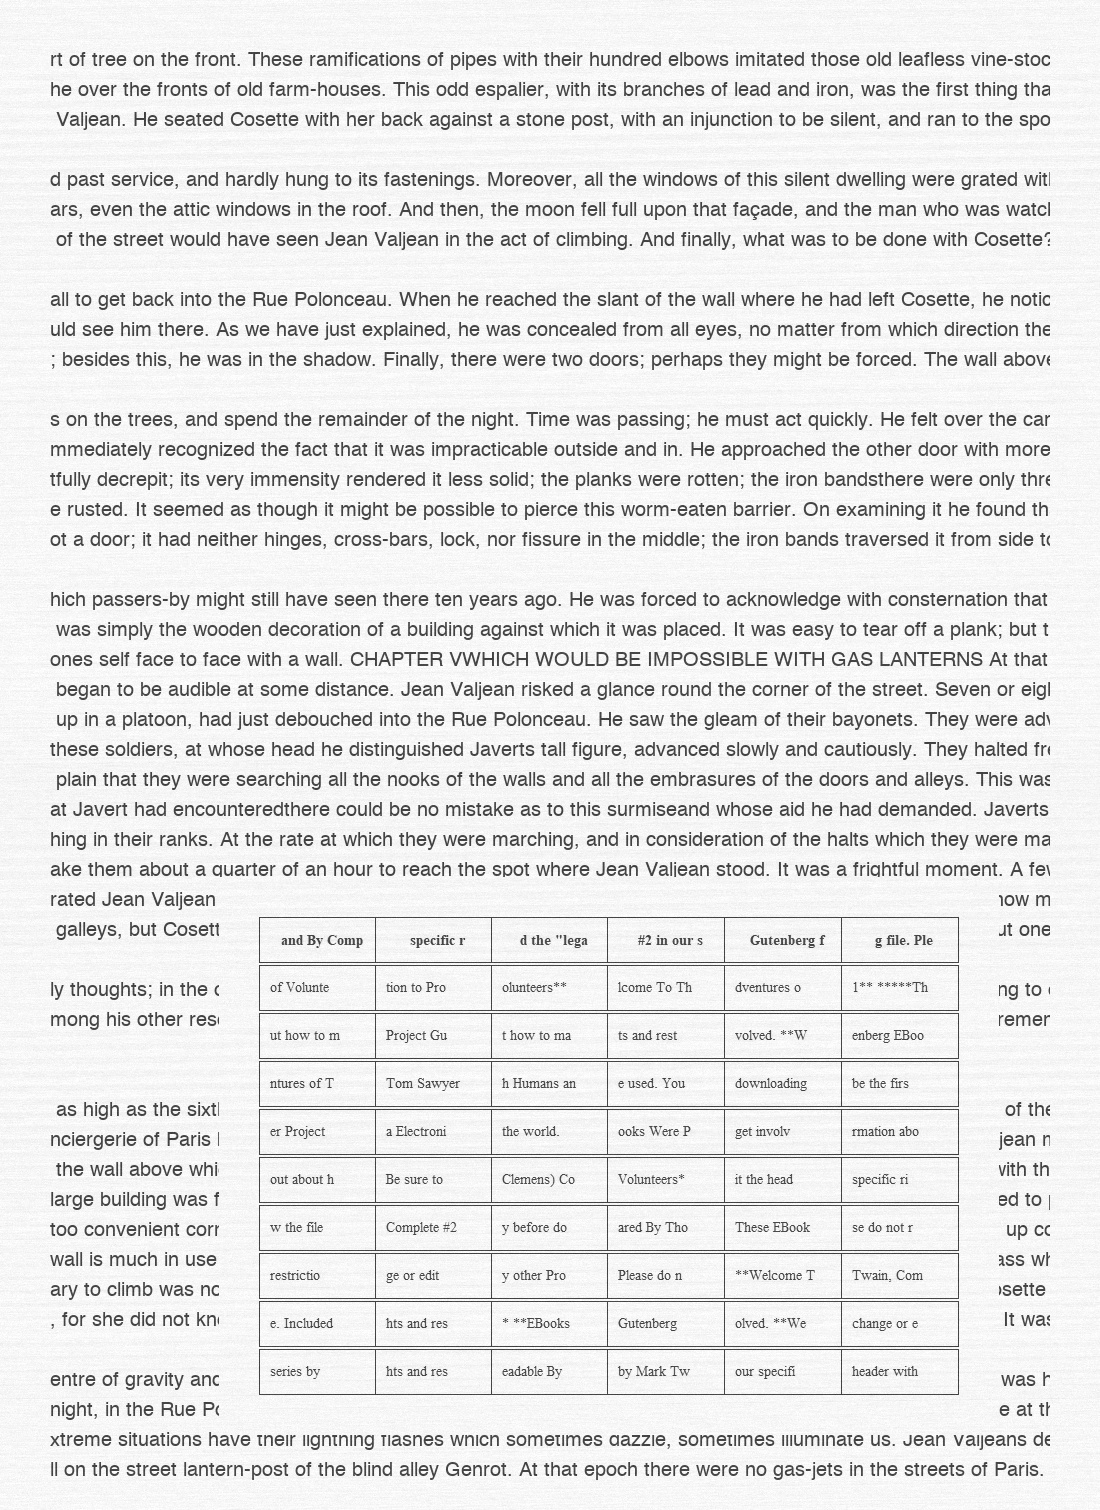 rt of tree on the front. These ramifications of pipes with their hundred elbows imitated those old leafless vine-stoc
he over the fronts of old farm-houses. This odd espalier, with its branches of lead and iron, was the first thing tha
Valjean. He seated Cosette with her back against a stone post, with an injunction to be silent, and ran to the spo
d past service, and hardly hung to its fastenings. Moreover, all the windows of this silent dwelling were grated with
ars, even the attic windows in the roof. And then, the moon fell full upon that façade, and the man who was watch
of the street would have seen Jean Valjean in the act of climbing. And finally, what was to be done with Cosette?
all to get back into the Rue Polonceau. When he reached the slant of the wall where he had left Cosette, he notic
uld see him there. As we have just explained, he was concealed from all eyes, no matter from which direction the
; besides this, he was in the shadow. Finally, there were two doors; perhaps they might be forced. The wall above
s on the trees, and spend the remainder of the night. Time was passing; he must act quickly. He felt over the car
mmediately recognized the fact that it was impracticable outside and in. He approached the other door with more
tfully decrepit; its very immensity rendered it less solid; the planks were rotten; the iron bandsthere were only thre
e rusted. It seemed as though it might be possible to pierce this worm-eaten barrier. On examining it he found th
ot a door; it had neither hinges, cross-bars, lock, nor fissure in the middle; the iron bands traversed it from side to
hich passers-by might still have seen there ten years ago. He was forced to acknowledge with consternation that
was simply the wooden decoration of a building against which it was placed. It was easy to tear off a plank; but t
ones self face to face with a wall. CHAPTER VWHICH WOULD BE IMPOSSIBLE WITH GAS LANTERNS At that
began to be audible at some distance. Jean Valjean risked a glance round the corner of the street. Seven or eigh
up in a platoon, had just debouched into the Rue Polonceau. He saw the gleam of their bayonets. They were adv
these soldiers, at whose head he distinguished Javerts tall figure, advanced slowly and cautiously. They halted fre
plain that they were searching all the nooks of the walls and all the embrasures of the doors and alleys. This was
at Javert had encounteredthere could be no mistake as to this surmiseand whose aid he had demanded. Javerts
hing in their ranks. At the rate at which they were marching, and in consideration of the halts which they were ma
ake them about a quarter of an hour to reach the spot where Jean Valjean stood. It was a frightful moment. A few
rated Jean Valjean now m
galleys, but Cosett ut one
ly thoughts; in the ng to
mong his other rese remen
as high as the sixth of the
nciergerie of Paris jean m
the wall above whi with th
large building was f ed to p
too convenient corn up co
wall is much in use ass wh
ary to climb was no osette
, for she did not kno It was
entre of gravity and was h
night, in the Rue Po e at th
xtreme situations have their lightning flashes which sometimes dazzle, sometimes illuminate us. Jean Valjeans de
ll on the street lantern-post of the blind alley Genrot. At that epoch there were no gas-jets in the streets of Paris.
and By Comp specific r d the "lega #2 in our s Gutenberg f g file. Ple
of Volunte tion to Pro olunteers** lcome To Th dventures o 1** *****Th
ut how to m Project Gu t how to ma ts and rest volved. **W enberg EBoo
ntures of T Tom Sawyer h Humans an e used. You downloading be the firs
er Project a Electroni the world. ooks Were P get involv rmation abo
out about h Be sure to Clemens) Co Volunteers* it the head specific ri
w the file Complete #2 y before do ared By Tho These EBook se do not r
restrictio ge or edit y other Pro Please do n **Welcome T Twain, Com
e. Included hts and res * **EBooks Gutenberg olved. **We change or e
series by hts and res eadable By by Mark Tw our specifi header with